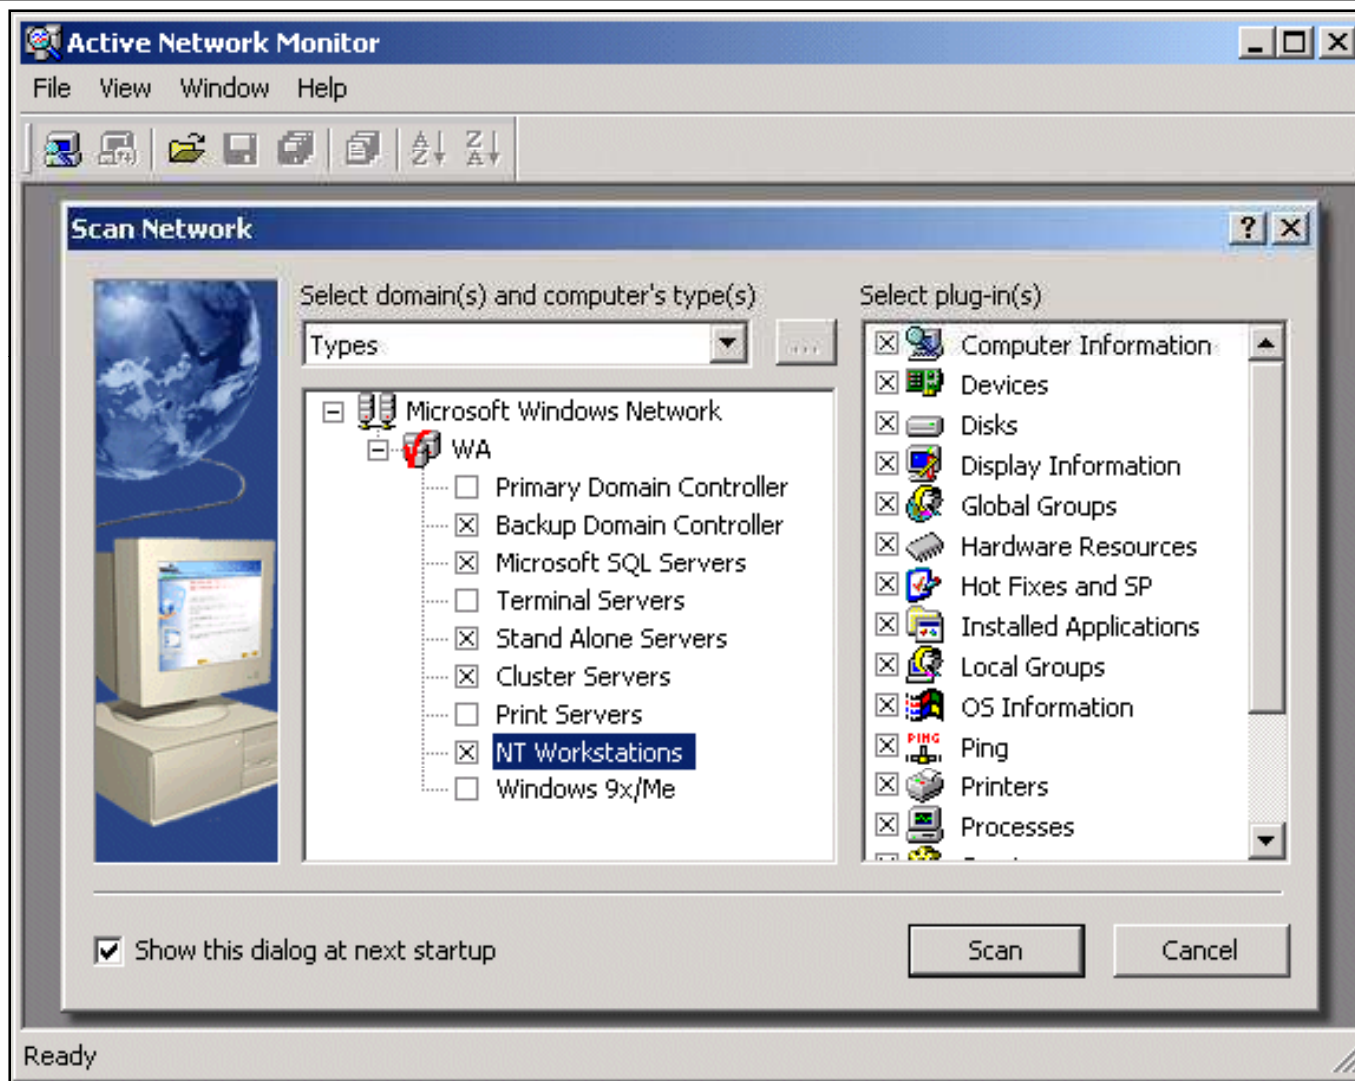 Active Network Monitor
File View Window Help
Scan Network
Select domain(s) and computer's type(s)
Types
...
Microsoft Windows Network
WA
Primary Domain Controller
Backup Domain Controller
Microsoft SQL Servers
Terminal Servers
Stand Alone Servers
Cluster Servers
Print Servers
NT Workstations
Windows 9x/Me
Select plug-in(s)
Computer Information
Devices
Disks
Display Information
Global Groups
Hardware Resources
Hot Fixes and SP
Installed Applications
Local Groups
OS Information
PING
Ping
Printers
Processes
Show this dialog at next startup
Scan
Cancel
Ready